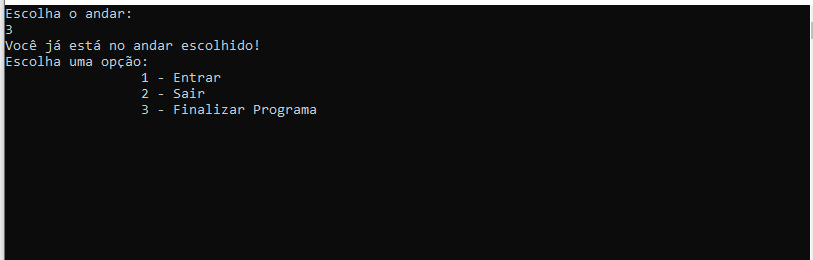 Escolha o andar:
3
Você já está no andar escolhido!
Escolha uma opção:
1 - Entrar
2 - Sair
3 - Finalizar Programa